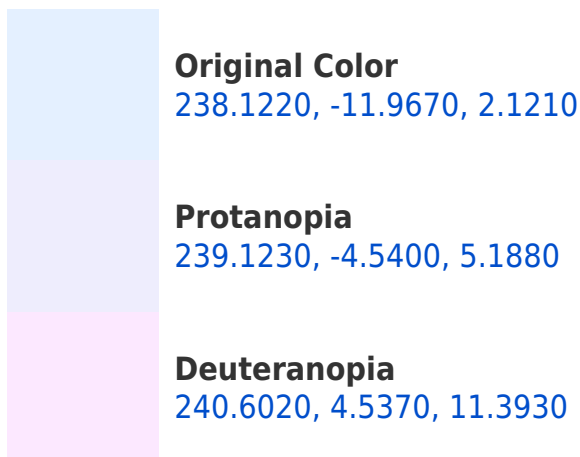 Original Color
238.1220, -11.9670, 2.1210
Protanopia
239.1230, -4.5400, 5.1880
Deuteranopia
240.6020, 4.5370, 11.3930